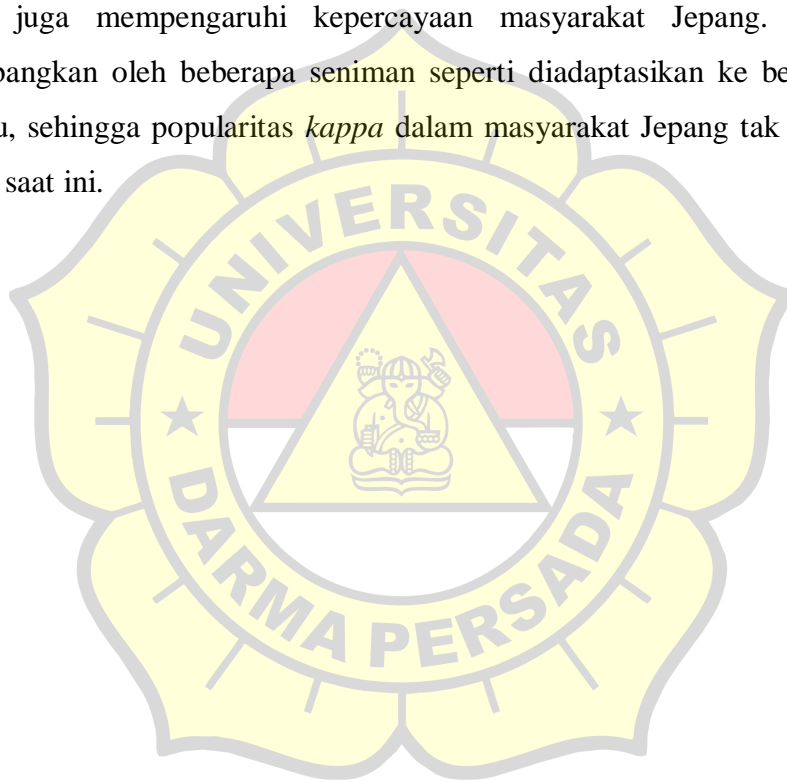 juga mempengaruhi kepercayaan masyarakat Jepang.
pangkan oleh beberapa seniman seperti diadaptasikan ke be
u, sehingga popularitas kappa dalam masyarakat Jepang tak
saat ini.
UNIVERSITAS
DARMA PERSADA